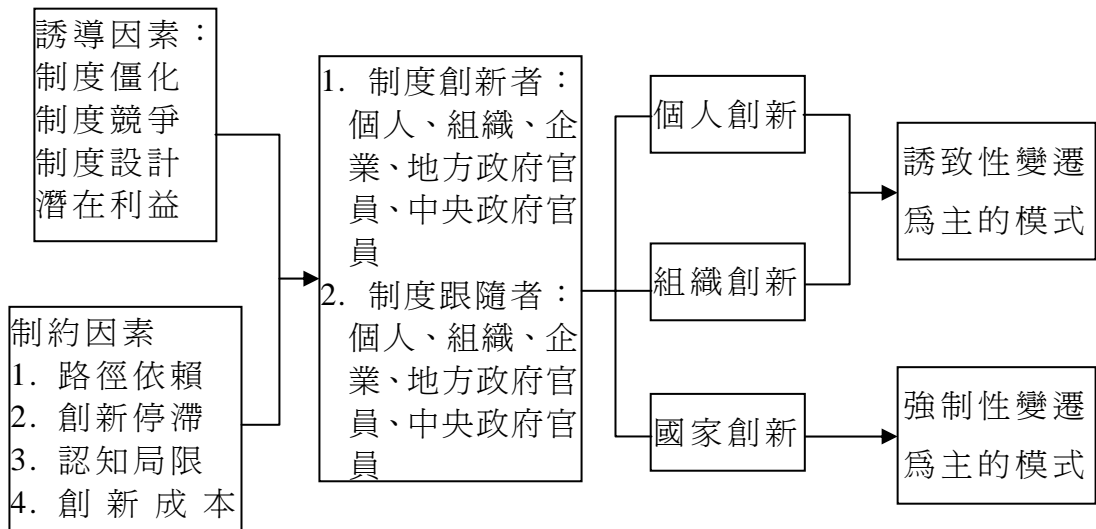 誘導因素：
制度僵化
制度競爭
制度設計
潛在利益
制約因素
1. 路徑依賴
2. 創新停滯
3. 認知局限
4. 創新成本
1. 制度創新者：
個人、組織、企
業、地方政府官
員、中央政府官
員
2. 制度跟隨者：
個人、組織、企
業、地方政府官
員、中央政府官
員
個人創新
組織創新
國家創新
誘致性變遷
爲主的模式
強制性變遷
爲主的模式